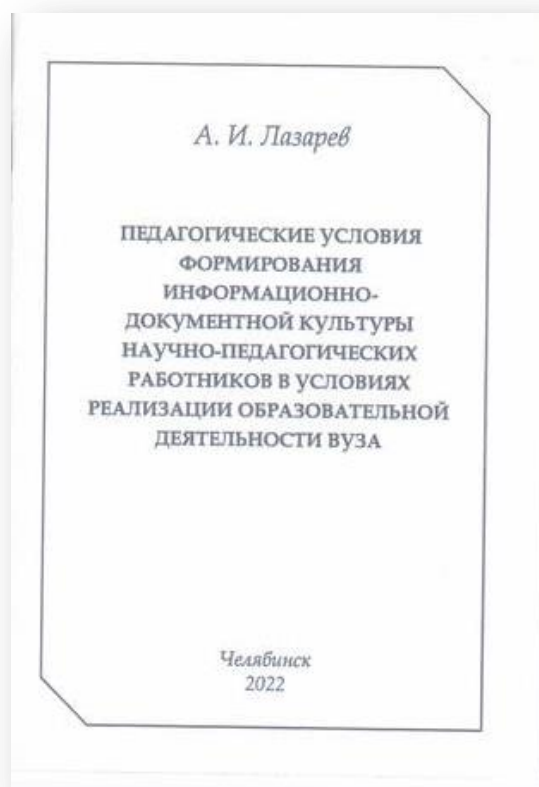 А. И. Лазарев
ПЕДАГОГИЧЕСКИЕ УСЛОВИЯ
ФОРМИРОВАНИЯ
ИНФОРМАЦИОННО-
ДОКУМЕНТНОЙ КУЛЬТУРЫ
НАУЧНО-ПЕДАГОГИЧЕСКИХ
РАБОТНИКОВ В УСЛОВИЯХ
РЕАЛИЗАЦИИ ОБРАЗОВАТЕЛЬНОЙ
ДЕЯТЕЛЬНОСТИ ВУЗА
Челябинск
2022